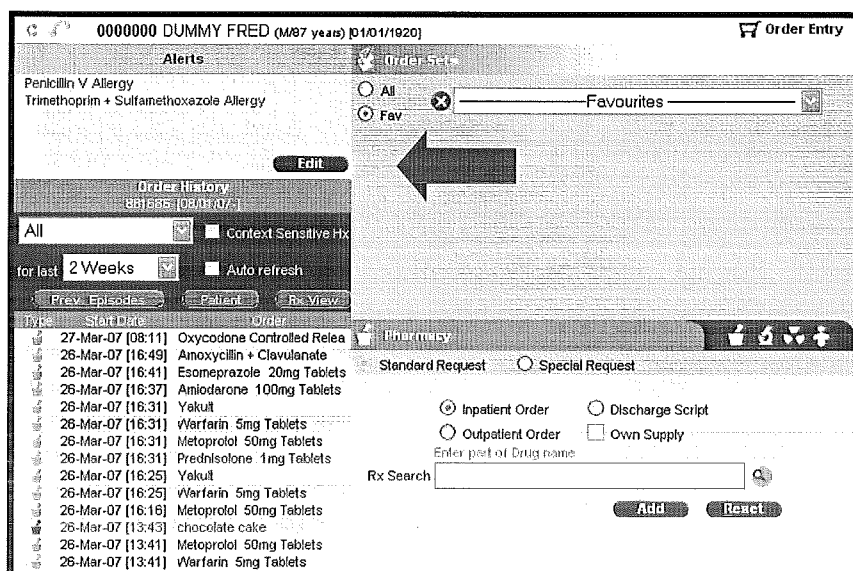 0000000 DUMMY FRED (M/87 years) [01/01/1920]
Order Entry
Alerts
Penicillin V Allergy
Trimethoprim + Sulfamethoxazole Allergy
Edit
Order Sets
All
Fav
Favourites
Order History
All
Context Sensitive Hx
for last 2 Weeks
Auto refresh
Prev. Episodes
Patient
Rx View
Type Start Date Order
27-Mar-07 [08:11] Oxycodone Controlled Relea
26-Mar-07 [16:49] Amoxycillin + Clavulanate
26-Mar-07 [16:41] Esomeprazole 20mg Tablets
26-Mar-07 [16:37] Amiodarone 100mg Tablets
26-Mar-07 [16:31] Yakult
26-Mar-07 [16:31] Warfarin 5mg Tablets
26-Mar-07 [16:31] Metoprolol 50mg Tablets
26-Mar-07 [16:31] Prednisolone 1mg Tablets
26-Mar-07 [16:25] Yakult
26-Mar-07 [16:25] Warfarin 5mg Tablets
26-Mar-07 [16:16] Metoprolol 50mg Tablets
26-Mar-07 [13:43] chocolate cake
26-Mar-07 [13:41] Metoprolol 50mg Tablets
26-Mar-07 [13:41] Warfarin 5mg Tablets
Pharmacy
Standard Request
Special Request
Inpatient Order
Discharge Script
Outpatient Order
Own Supply
Enter part of Drug name
Rx Search
Add
Reset